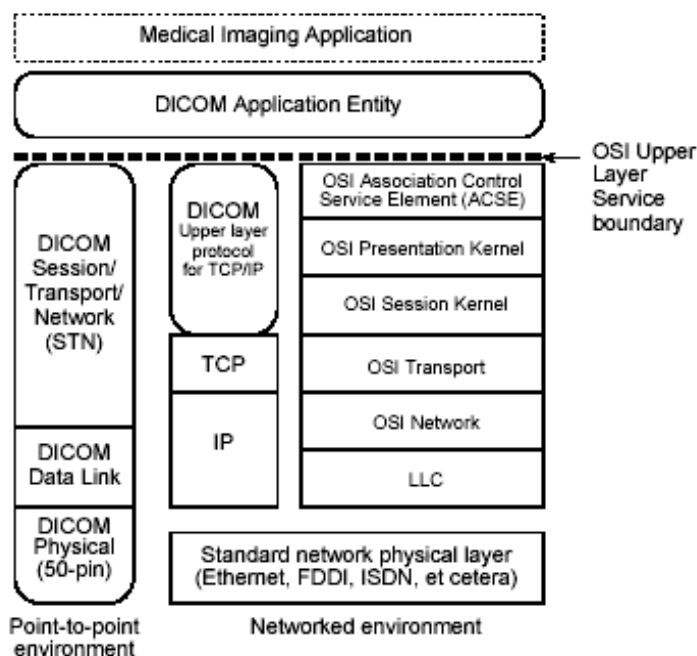 Medical Imaging Application
DICOM Application Entity
OSI Upper
Layer
Service
boundary
DICOM
Session/
Transport/
Network
(STN)
DICOM
Data Link
DICOM
Physical
(50-pin)
DICOM
Upper layer
protocol
for TCP/IP
TCP
IP
OSI Association Control
Service Element (ACSE)
OSI Presentation Kernel
OSI Session Kernel
OSI Transport
OSI Network
LLC
Standard network physical layer
(Ethernet, FDDI, ISDN, et cetera)
Point-to-point
environment
Networked environment